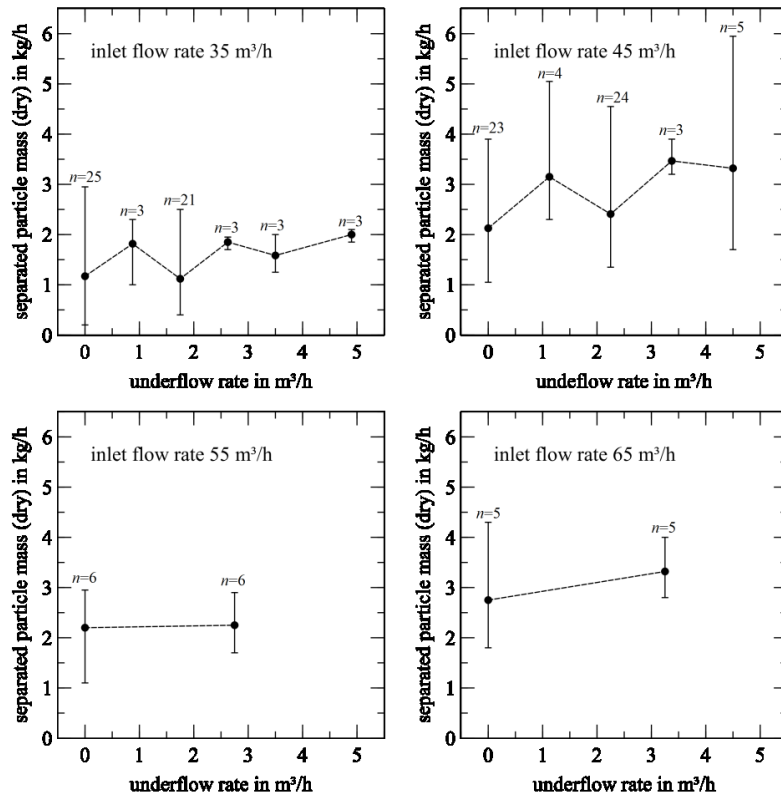 separated particle mass (dry) in kg/h
6
5
4
3
2
1
0
inlet flow rate 35 m³/h
n=25
n=3
n=21
n=3
n=3
n=3
0 1 2 3 4 5
underflow rate in m³/h
separated particle mass (dry) in kg/h
6
5
4
3
2
1
0
inlet flow rate 45 m³/h
n=23
n=4
n=24
n=3
n=5
0 1 2 3 4 5
undeflow rate in m³/h
separated particle mass (dry) in kg/h
6
5
4
3
2
1
0
inlet flow rate 55 m³/h
n=6
n=6
0 1 2 3 4 5
underflow rate in m³/h
separated particle mass (dry) in kg/h
6
5
4
3
2
1
0
inlet flow rate 65 m³/h
n=5
n=5
0 1 2 3 4 5
underflow rate in m³/h